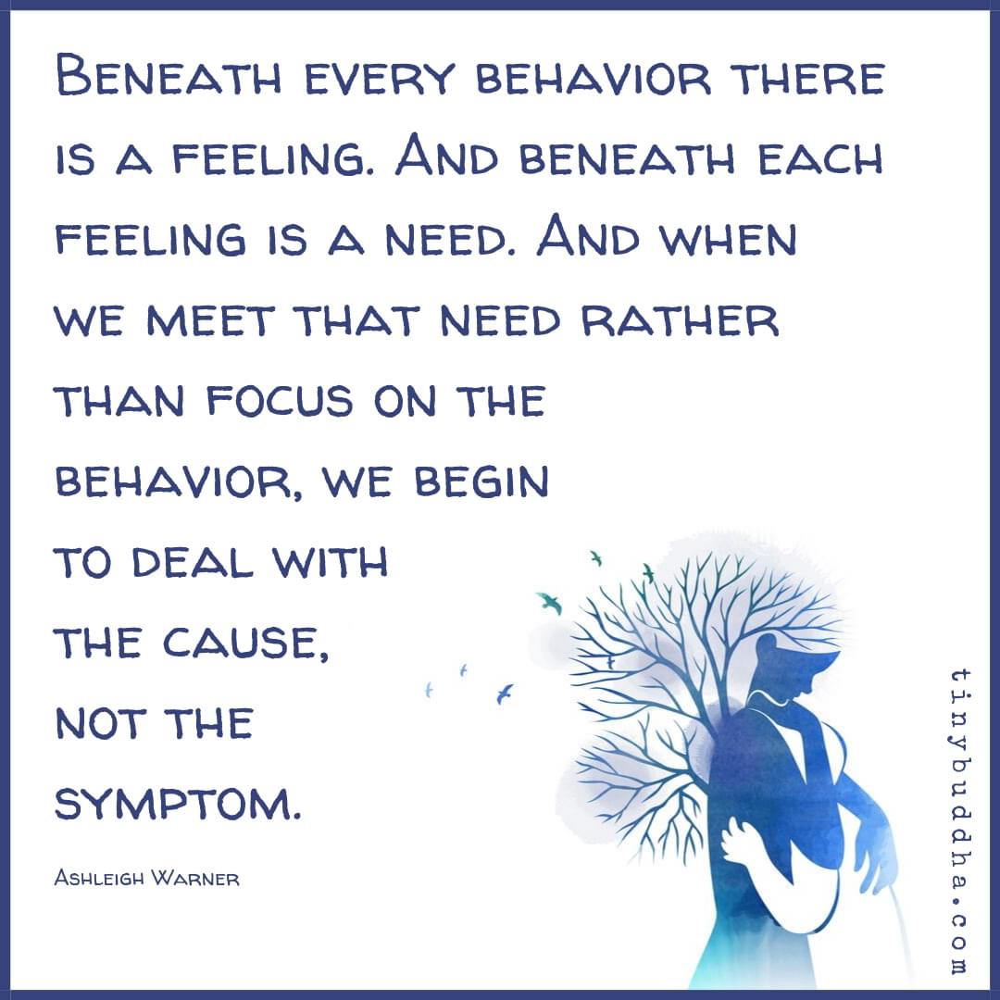 Beneath every behavior there
is a feeling. And beneath each
feeling is a need. And when
we meet that need rather
than focus on the
behavior, we begin
to deal with
the cause,
not the
symptom.
Ashleigh Warner
tinybuddha.com